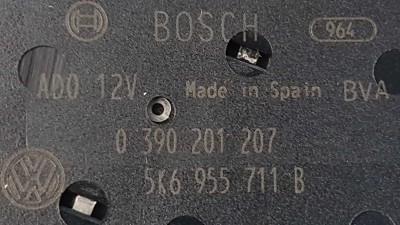 BOSCH 964
ADO 12V Made in Spain BVA
0 390 201 207
5K6 955 711 B